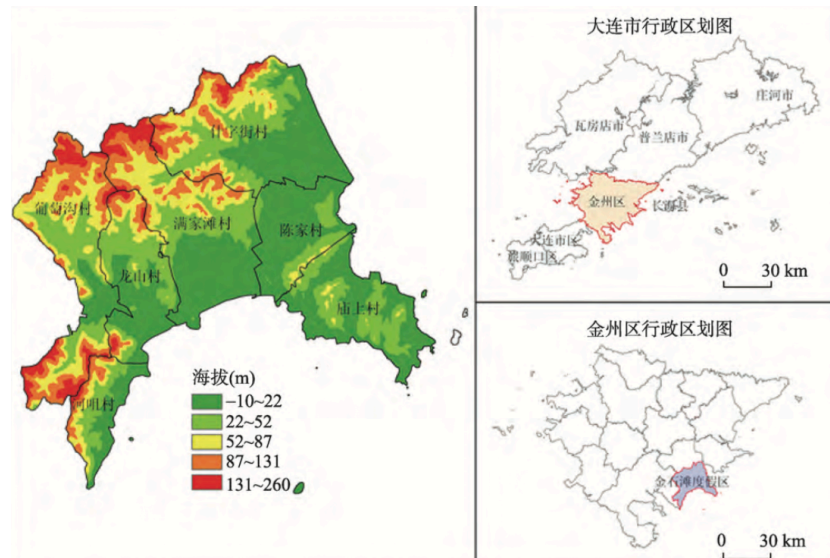 什字街村
葡萄沟村
满家滩村
陈家村
龙山村
庙上村
河咀村
海拔(m)
−10~22
22~52
52~87
87~131
131~260
大连市行政区划图
庄河市
瓦房店市
普兰店市
金州区
长海县
大连市区
旅顺口区
0 30 km
金州区行政区划图
金石滩度假区
0 30 km